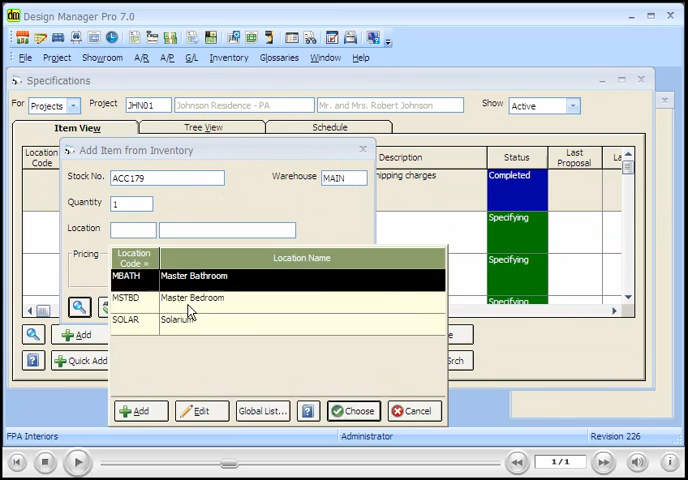 Design Manager Pro 7.0
File Project Showroom A/R A/P G/L Inventory Glossaries Window Help
Specifications
For Projects Project JHN01 Johnson Residence - PA Mr. and Mrs. Robert Johnson Show Active
Item View Tree View Schedule
Location Code Description Status Last Proposal
Add Item from Inventory
Stock No. ACC179 Warehouse MAIN
hipping charges Completed
Quantity 1
Specifying
Location
Pricing
Specifying
Location Code Location Name
MBATH Master Bathroom
MSTBD Master Bedroom
Specifying
SOLAR Solarium
Add
Quick Add
Srch
Add Edit Global List... Choose Cancel
FPA Interiors Administrator Revision 226
1/1